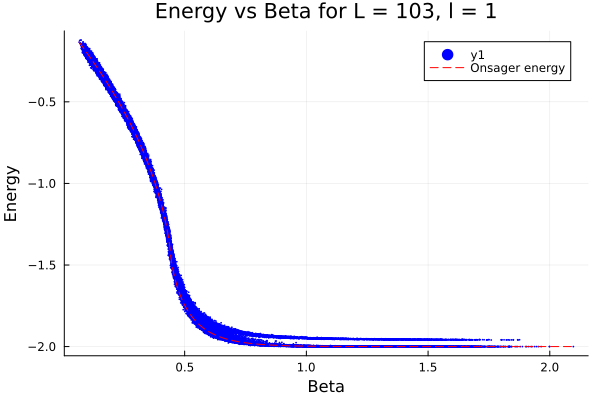 Energy vs Beta for L = 103, l = 1
y1
Onsager energy
Energy
−0.5
−1.0
−1.5
−2.0
0.5
1.0
1.5
2.0
Beta